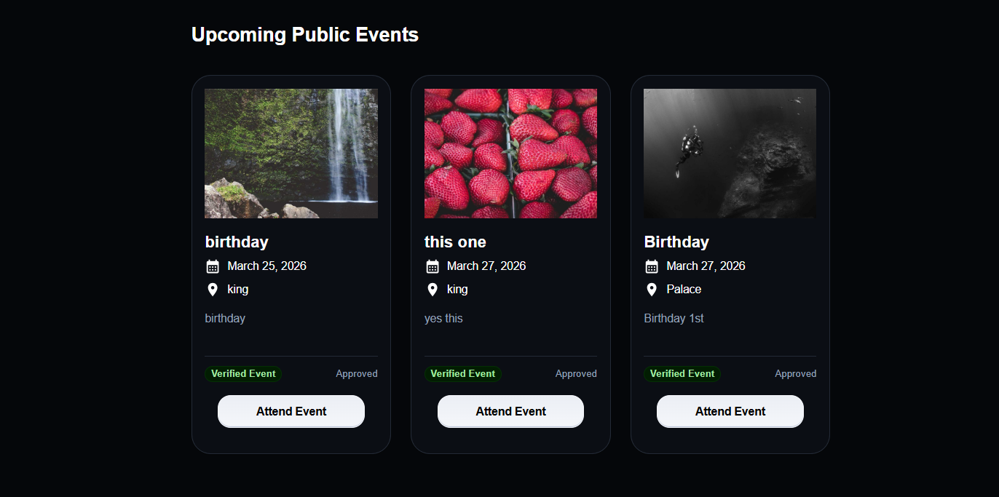 Upcoming Public Events
birthday
March 25, 2026
king
birthday
Verified Event Approved
Attend Event
this one
March 27, 2026
king
yes this
Verified Event Approved
Attend Event
Birthday
March 27, 2026
Palace
Birthday 1st
Verified Event Approved
Attend Event